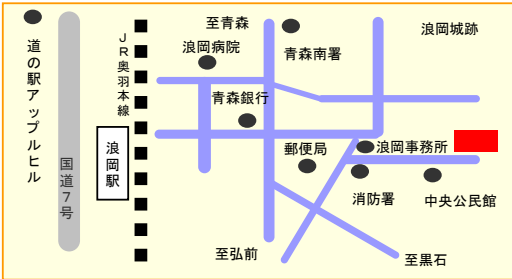 道の駅アップルヒル
国道7号
JR奥羽本線
浪岡駅
至青森
浪岡病院
青森南署
浪岡城跡
青森銀行
郵便局
浪岡事務所
消防署
中央公民館
至弘前
至黒石